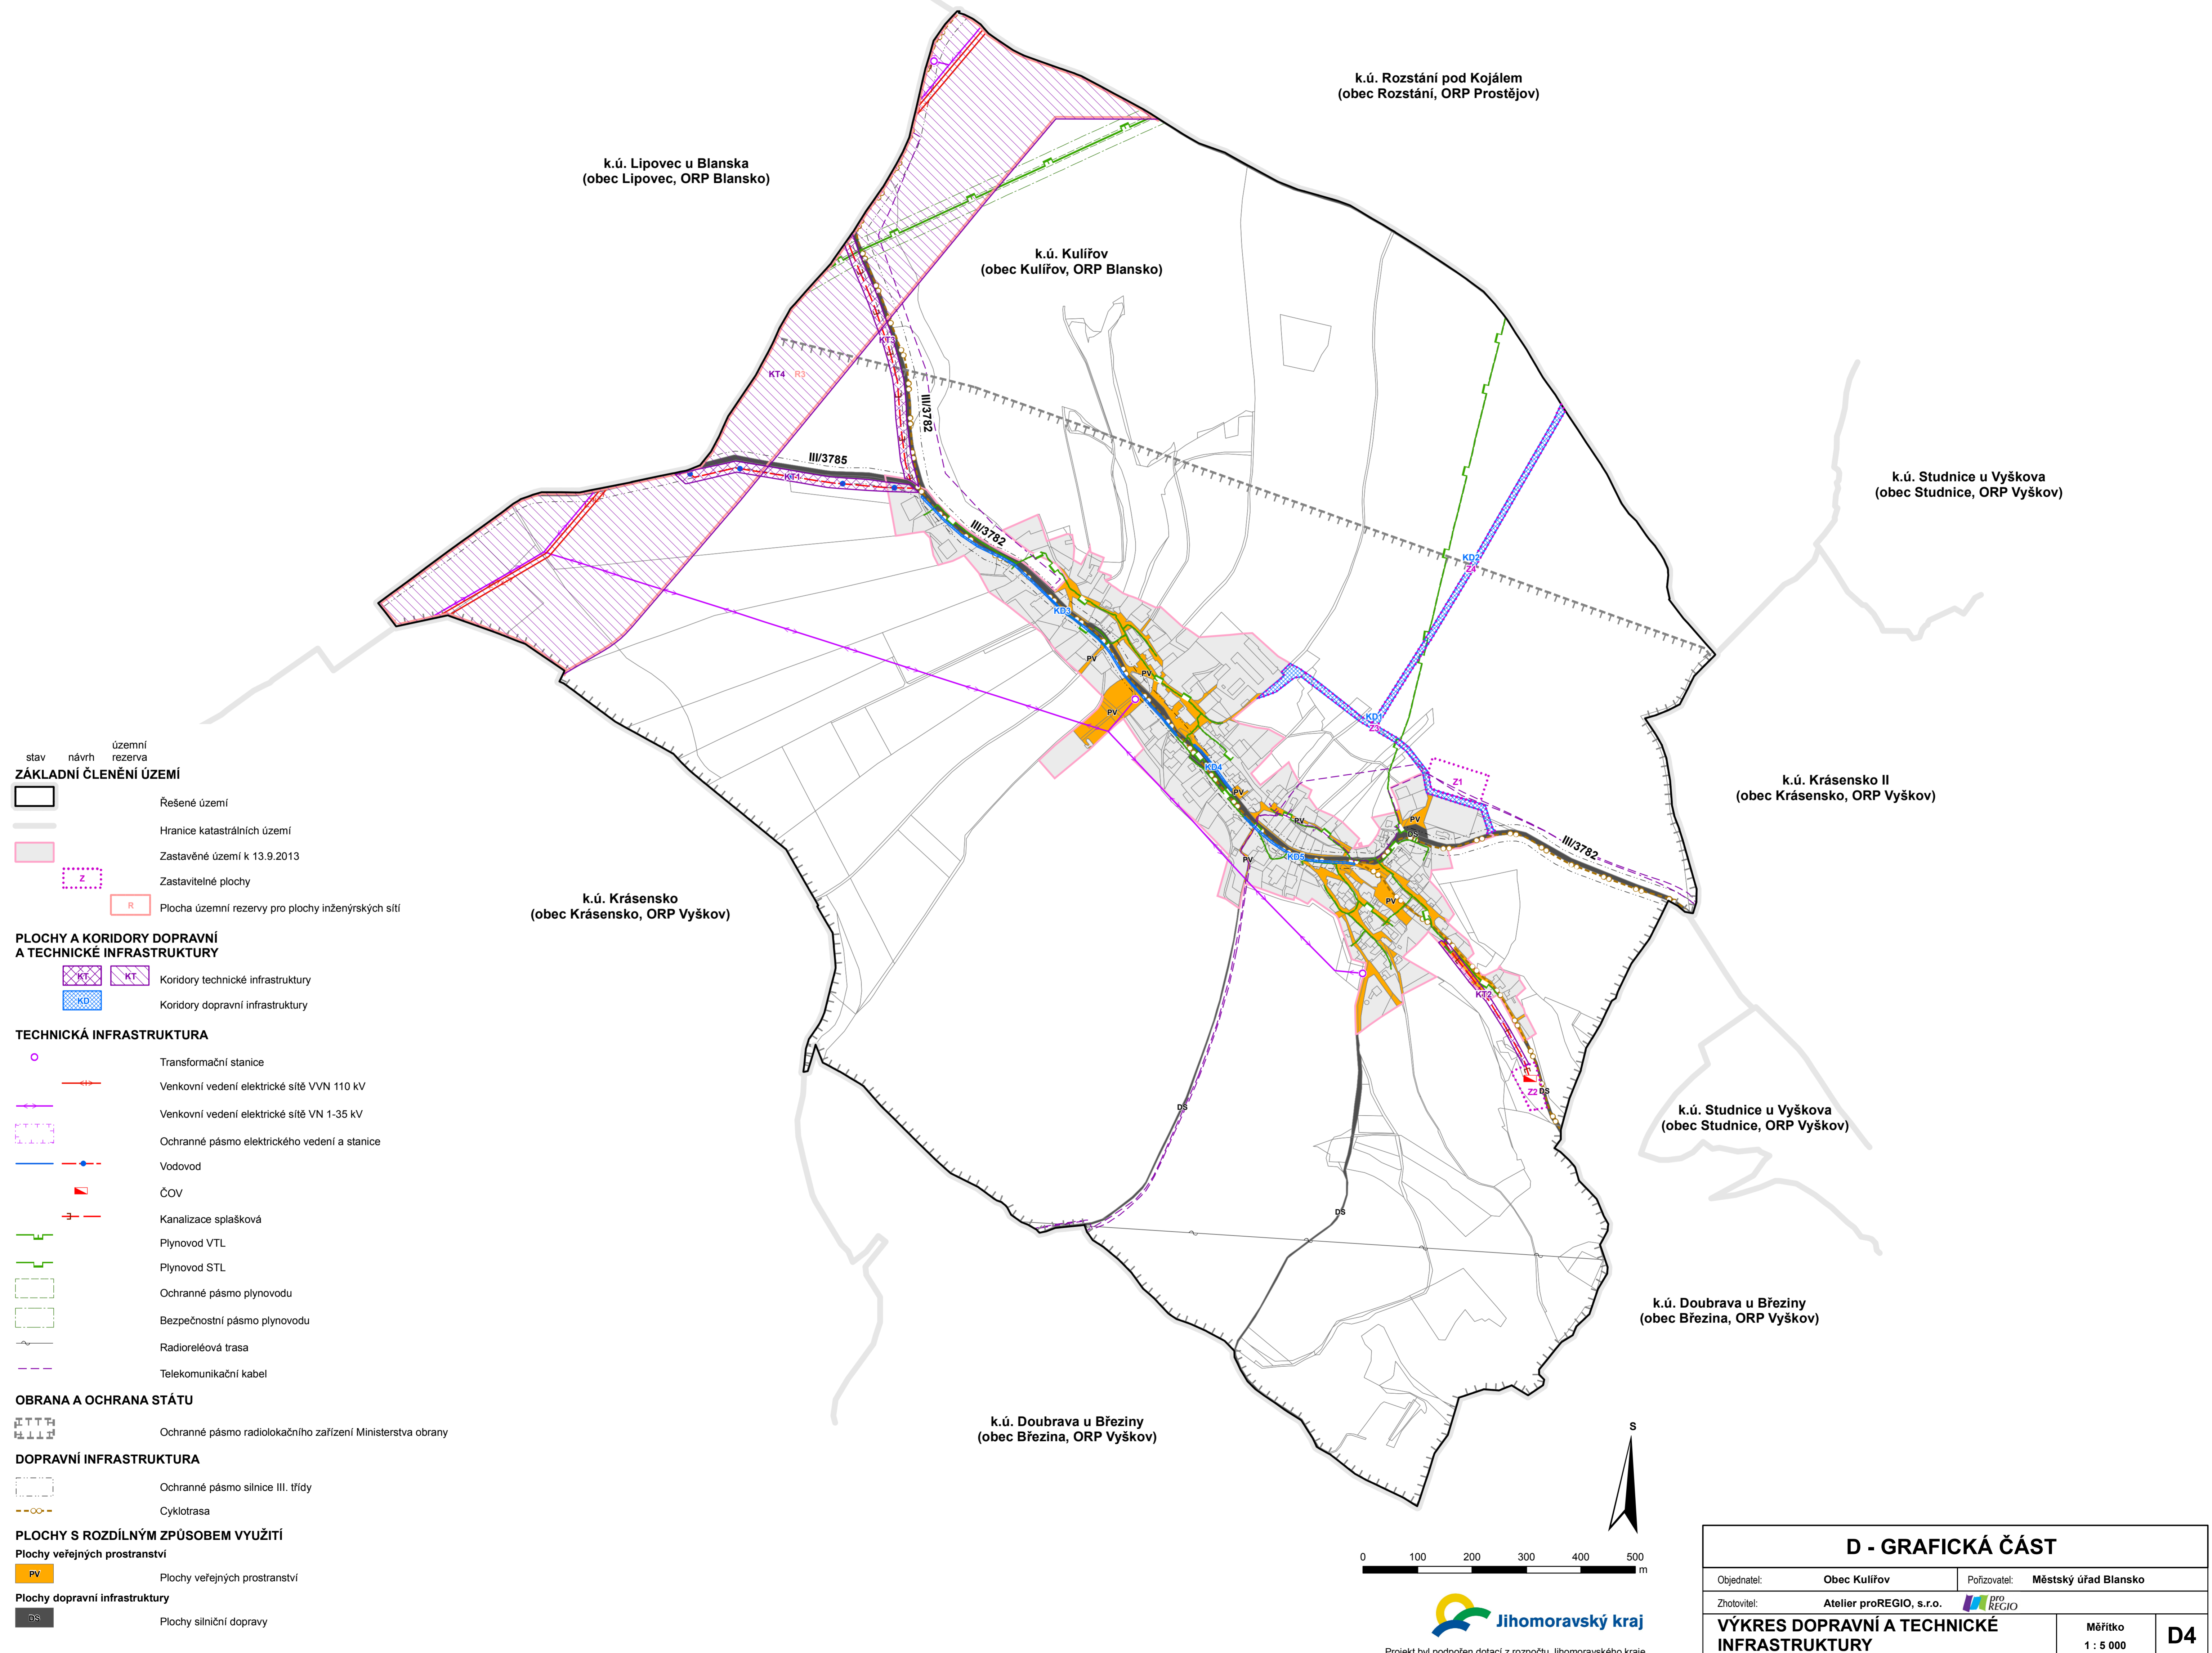 k.ú. Rozstání pod Kojálem
(obec Rozstání, ORP Prostějov)
k.ú. Lipovec u Blanska
(obec Lipovec, ORP Blansko)
k.ú. Kulířov
(obec Kulířov, ORP Blansko)
KT3
KT4 R3
III/3782
III/3785
KT1
III/3782
k.ú. Studnice u Vyškova
(obec Studnice, ORP Vyškov)
KD2
Z4
KD3
PV
PV
PV
KD1
Z3
KD4
Z1
k.ú. Krásensko II
(obec Krásensko, ORP Vyškov)
PV
PV
PV
DS
III/3782
KD5
PV
PV
k.ú. Krásensko
(obec Krásensko, ORP Vyškov)
KT2
Z2
DS
DS
k.ú. Studnice u Vyškova
(obec Studnice, ORP Vyškov)
DS
k.ú. Doubrava u Březiny
(obec Březina, ORP Vyškov)
k.ú. Doubrava u Březiny
(obec Březina, ORP Vyškov)
stav návrh územní rezerva
ZÁKLADNÍ ČLENĚNÍ ÚZEMÍ
Řešené území
Hranice katastrálních území
Zastavěné území k 13.9.2013
Z Zastavitelné plochy
R Plocha územní rezervy pro plochy inženýrských sítí
PLOCHY A KORIDORY DOPRAVNÍ
A TECHNICKÉ INFRASTRUKTURY
KT KT Koridory technické infrastruktury
KD Koridory dopravní infrastruktury
TECHNICKÁ INFRASTRUKTURA
Transformační stanice
Venkovní vedení elektrické sítě VVN 110 kV
Venkovní vedení elektrické sítě VN 1-35 kV
Ochranné pásmo elektrického vedení a stanice
Vodovod
ČOV
Kanalizace splašková
Plynovod VTL
Plynovod STL
Ochranné pásmo plynovodu
Bezpečnostní pásmo plynovodu
Radioreléová trasa
Telekomunikační kabel
OBRANA A OCHRANA STÁTU
Ochranné pásmo radiolokačního zařízení Ministerstva obrany
DOPRAVNÍ INFRASTRUKTURA
Ochranné pásmo silnice III. třídy
Cyklotrasa
PLOCHY S ROZDÍLNÝM ZPŮSOBEM VYUŽITÍ
Plochy veřejných prostranství
PV Plochy veřejných prostranství
Plochy dopravní infrastruktury
DS Plochy silniční dopravy
S
0 100 200 300 400 500
m
Jihomoravský kraj
Projekt byl podpořen dotací z rozpočtu Jihomoravského kraje
D - GRAFICKÁ ČÁST
Objednatel: Obec Kulířov Pořizovatel: Městský úřad Blansko
Zhotovitel: Atelier proREGIO, s.r.o. pro REGIO
VÝKRES DOPRAVNÍ A TECHNICKÉ
INFRASTRUKTURY
Měřítko
1 : 5 000
D4